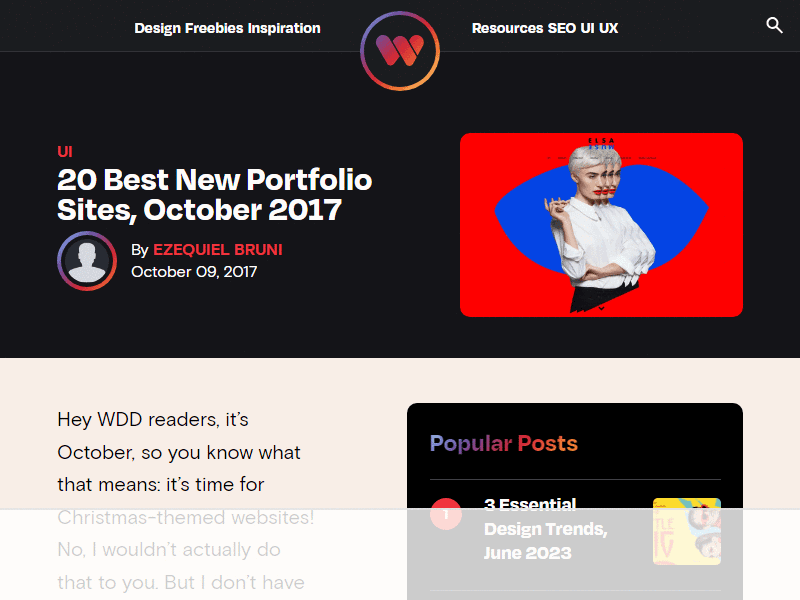 Design Freebies Inspiration
Resources SEO UI UX
UI
20 Best New Portfolio
Sites, October 2017
By EZEQUIEL BRUNI
October 09, 2017
ELSA
Hey WDD readers, it's
October, so you know what
that means: it's time for
Christmas-themed websites!
No, I wouldn't actually do
that to you. But I don't have
Popular Posts
1
3 Essential
Design Trends,
June 2023